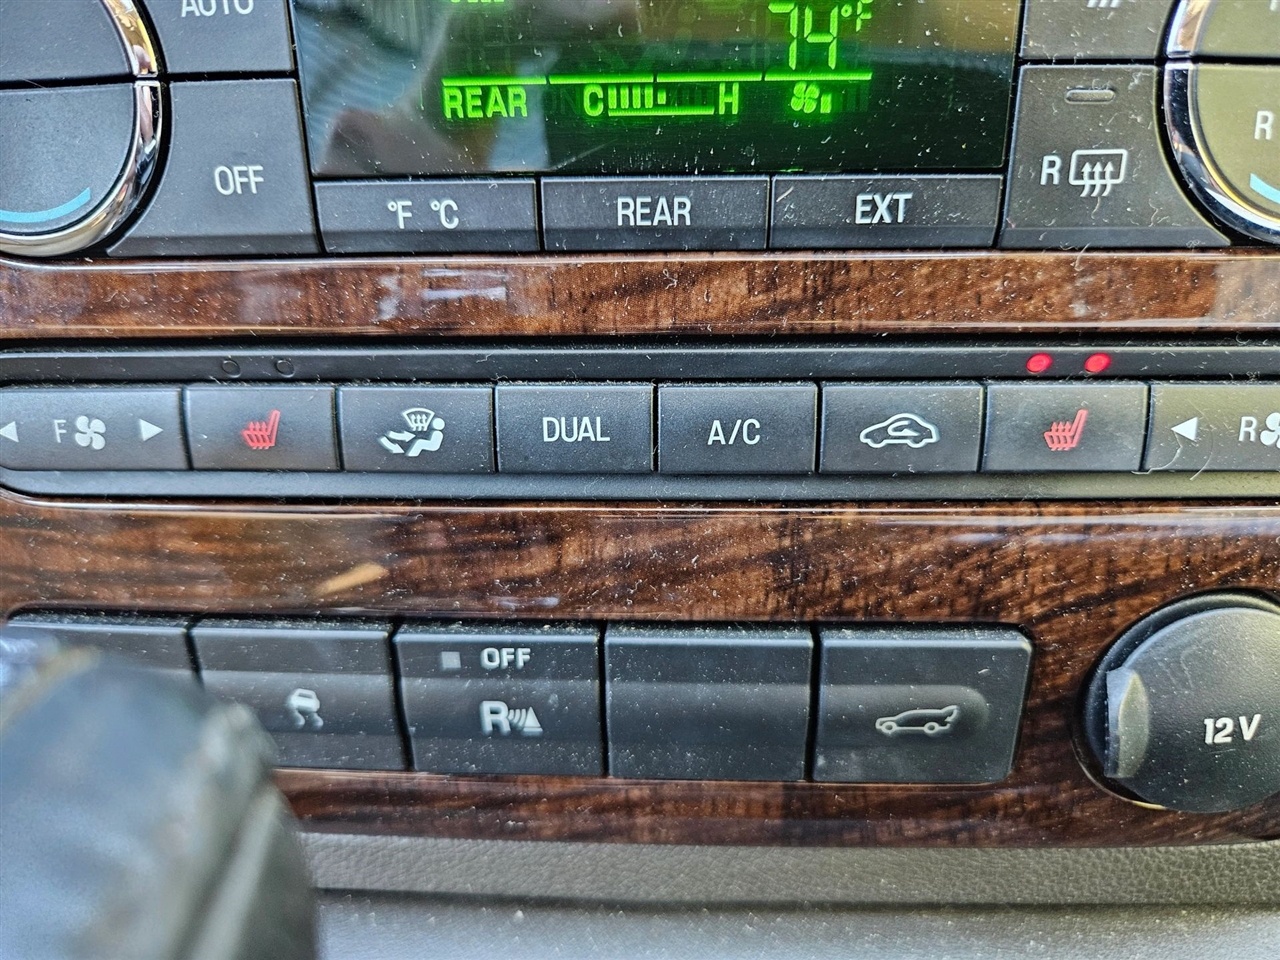 AUTO
74°F
REAR C H
R
OFF
R
°F °C
REAR
EXT
F
DUAL
A/C
R
OFF
R
12V